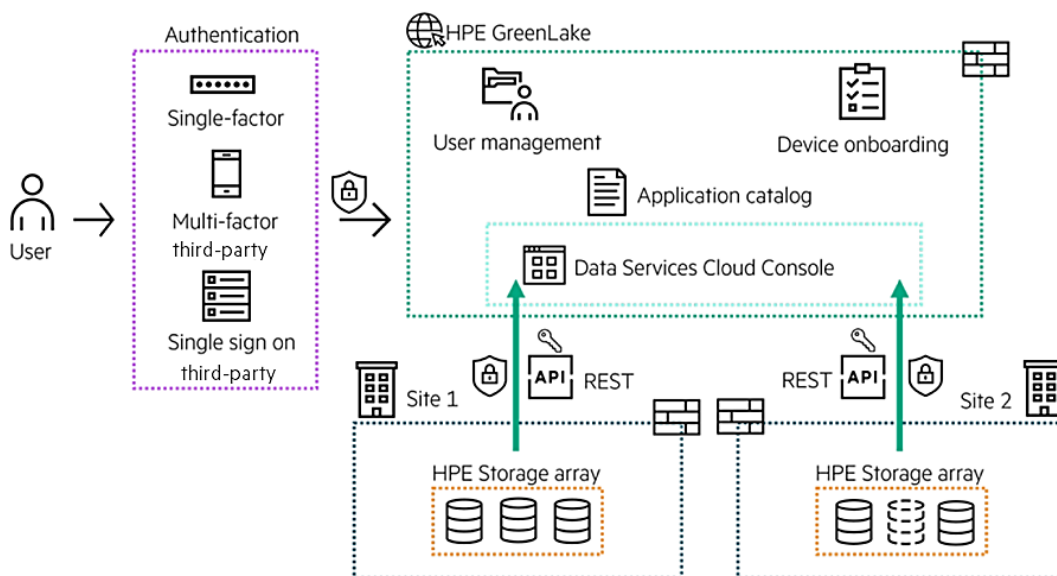 Authentication
Single-factor
Multi-factor
third-party
Single sign on
third-party
User
HPE GreenLake
User management
Device onboarding
Application catalog
Data Services Cloud Console
API
REST
REST
API
Site 1
Site 2
HPE Storage array
HPE Storage array